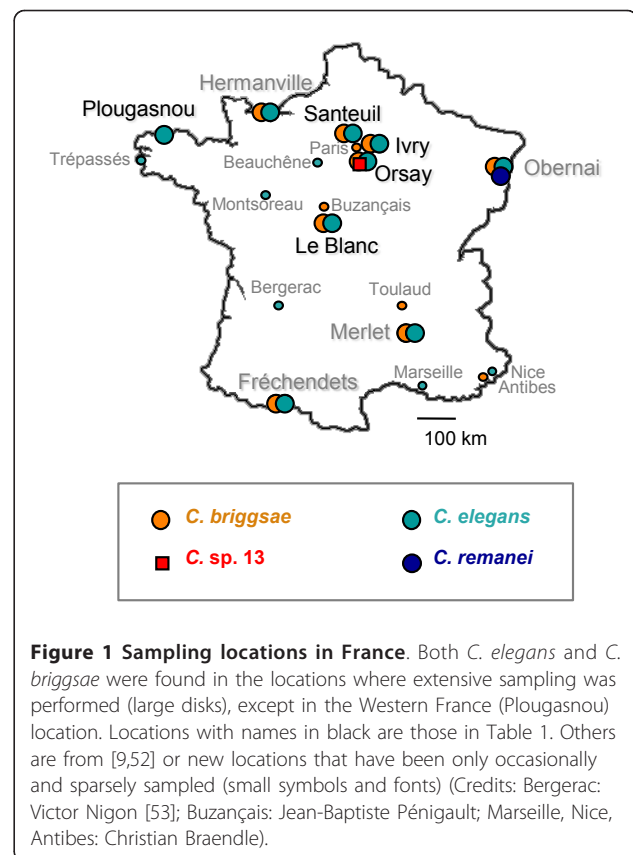 Hermanville
Plougasnou
Santeuil
Ivry
Paris
Trépassés
Beauchêne
Orsay
Obernai
Montsoreau
Buzançais
Le Blanc
Bergerac
Toulaud
Merlet
Fréchendets
Marseille
Nice
Antibes
100 km
C. briggsae
C. elegans
C. sp. 13
C. remanei
Figure 1 Sampling locations in France. Both C. elegans and C.
briggsae were found in the locations where extensive sampling was
performed (large disks), except in the Western France (Plougasnou)
location. Locations with names in black are those in Table 1. Others
are from [9,52] or new locations that have been only occasionally
and sparsely sampled (small symbols and fonts) (Credits: Bergerac:
Victor Nigon [53]; Buzançais: Jean-Baptiste Pénigault; Marseille, Nice,
Antibes: Christian Braendle).